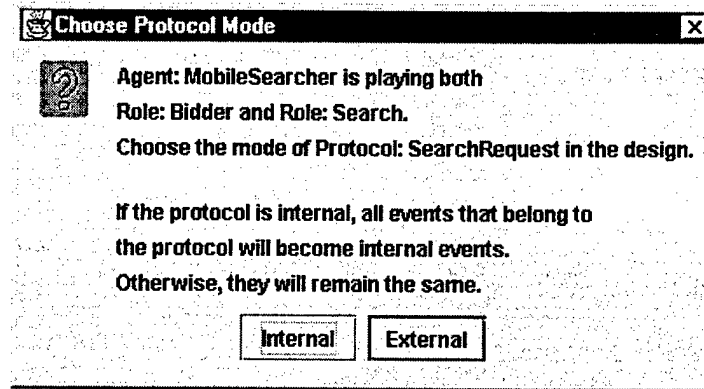 Choose Protocol Mode
Agent: MobileSearcher is playing both
Role: Bidder and Role: Search.
Choose the mode of Protocol: SearchRequest in the design.
If the protocol is internal, all events that belong to
the protocol will become internal events.
Otherwise, they will remain the same.
Internal External